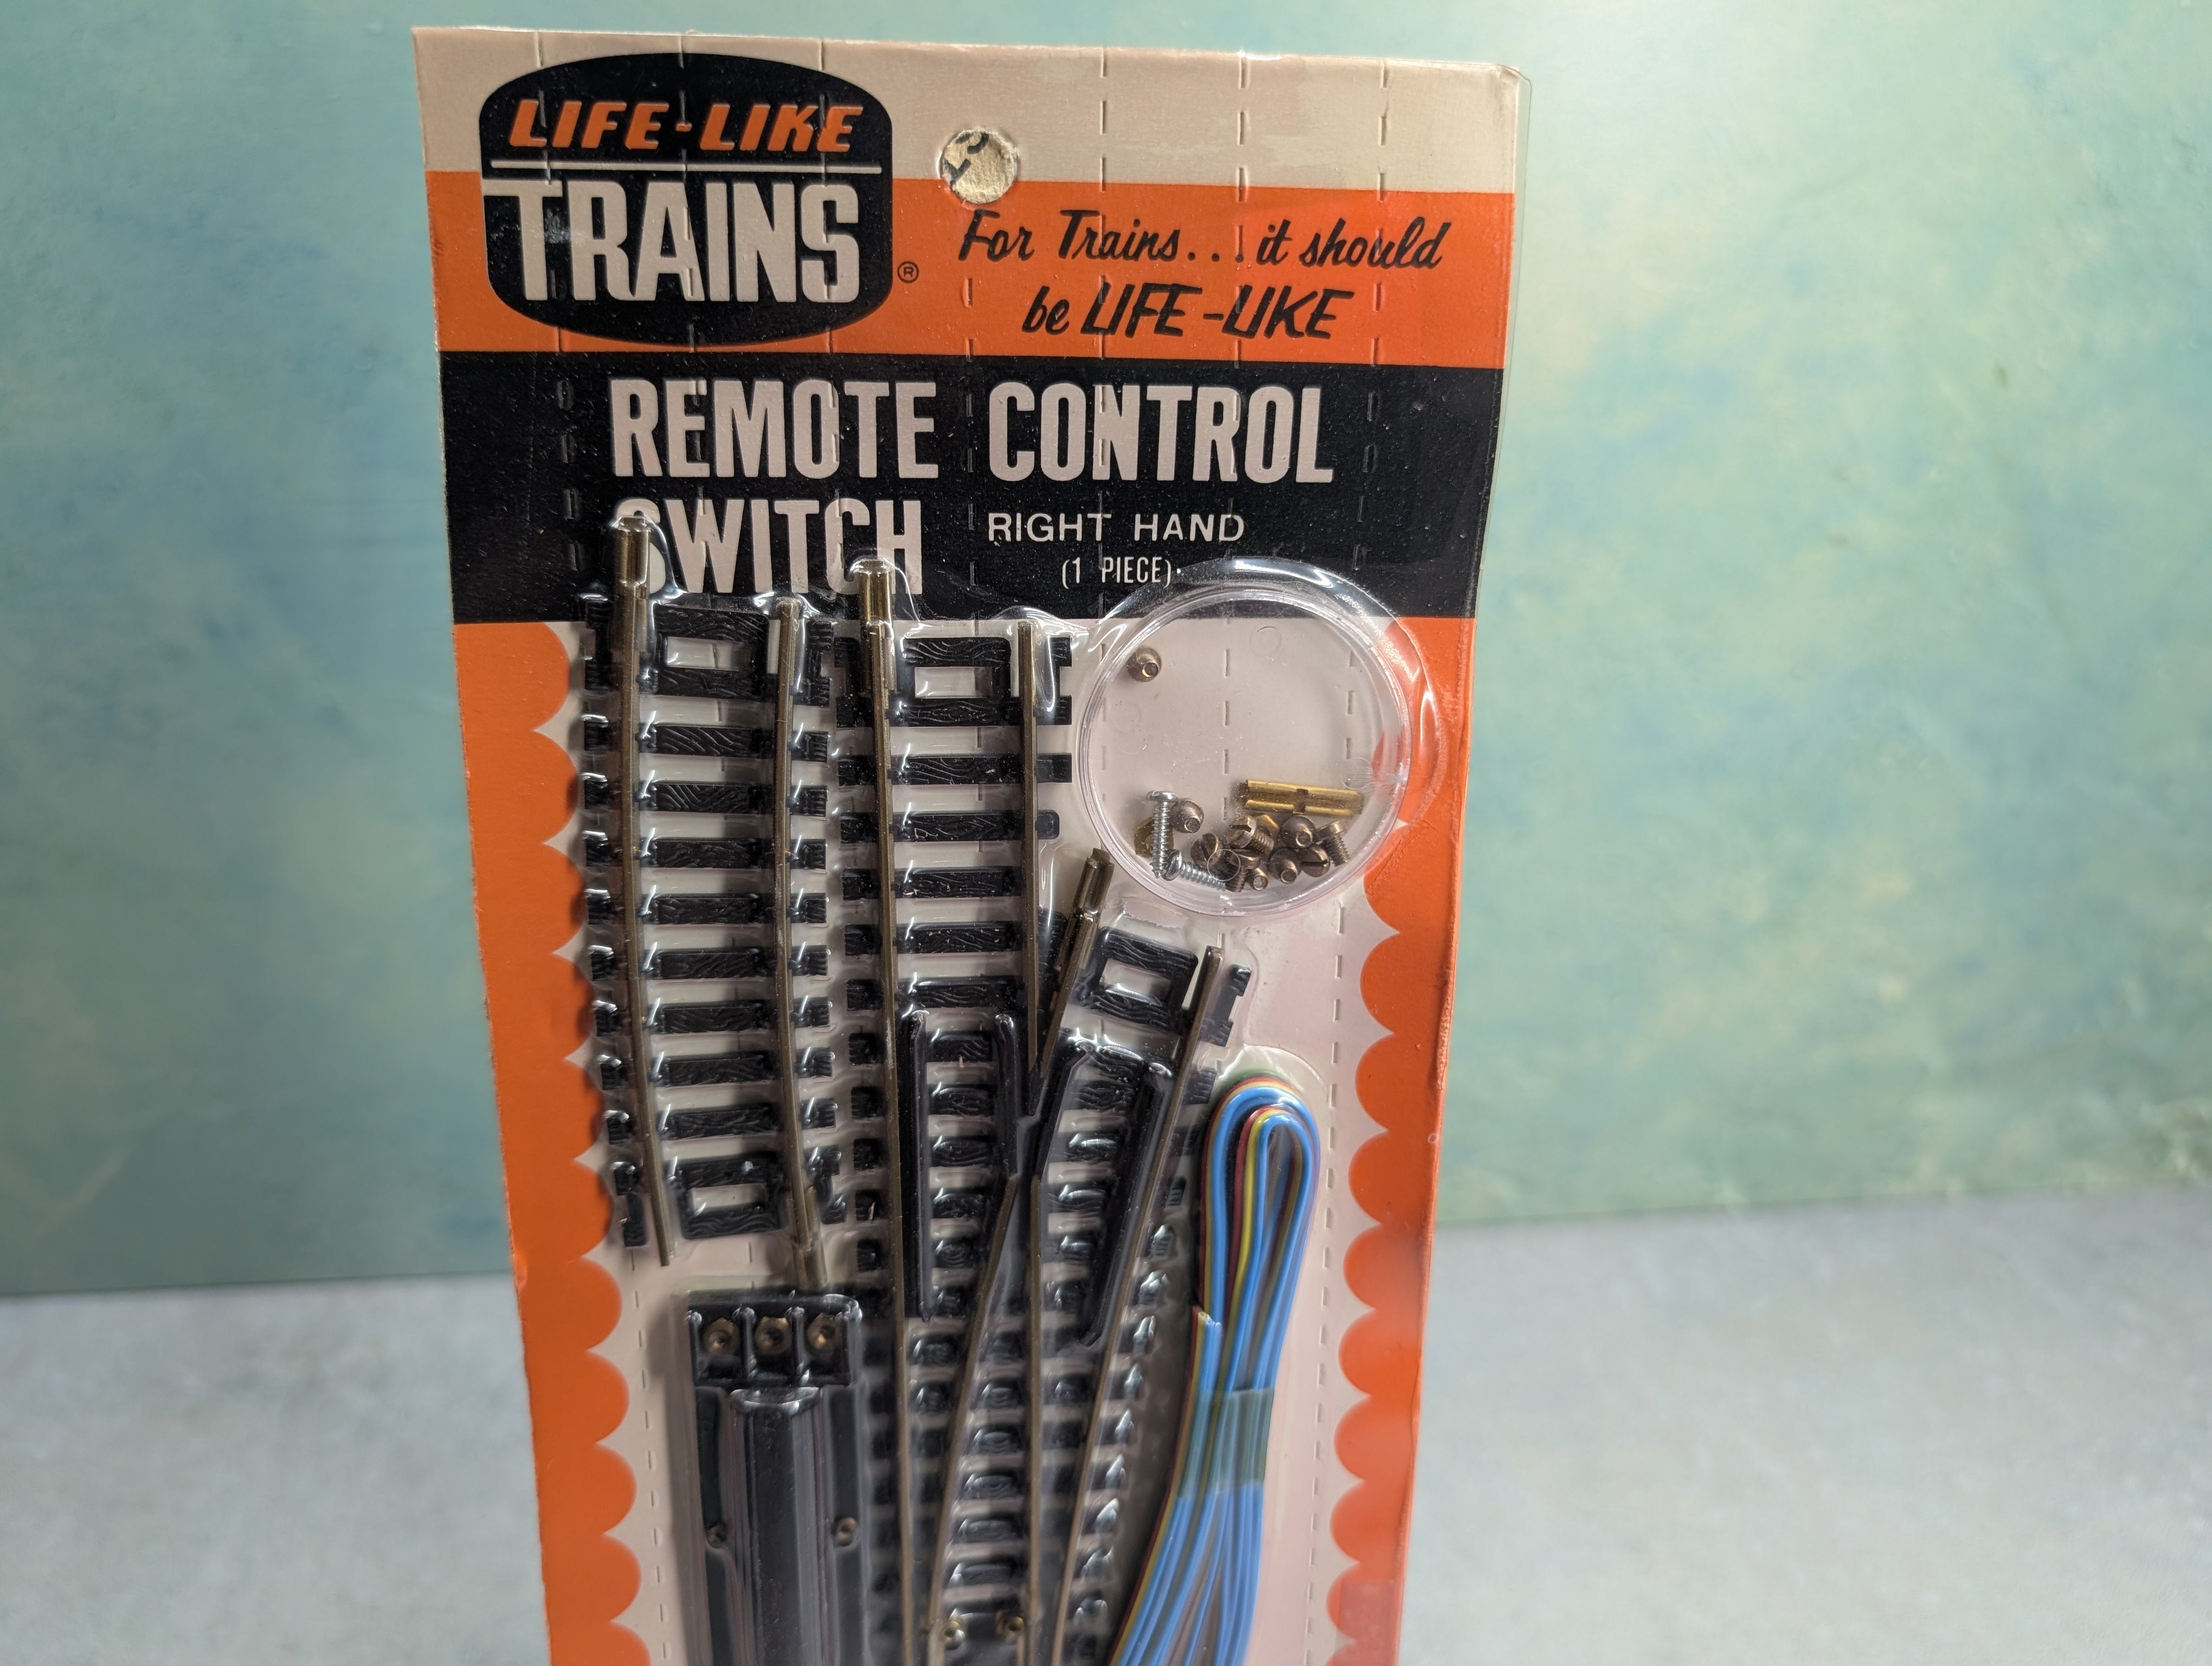 LIFE-LIKE
TRAINS ®
For Trains... it should
be LIFE-LIKE
REMOTE CONTROL
SWITCH RIGHT HAND
(1 PIECE)